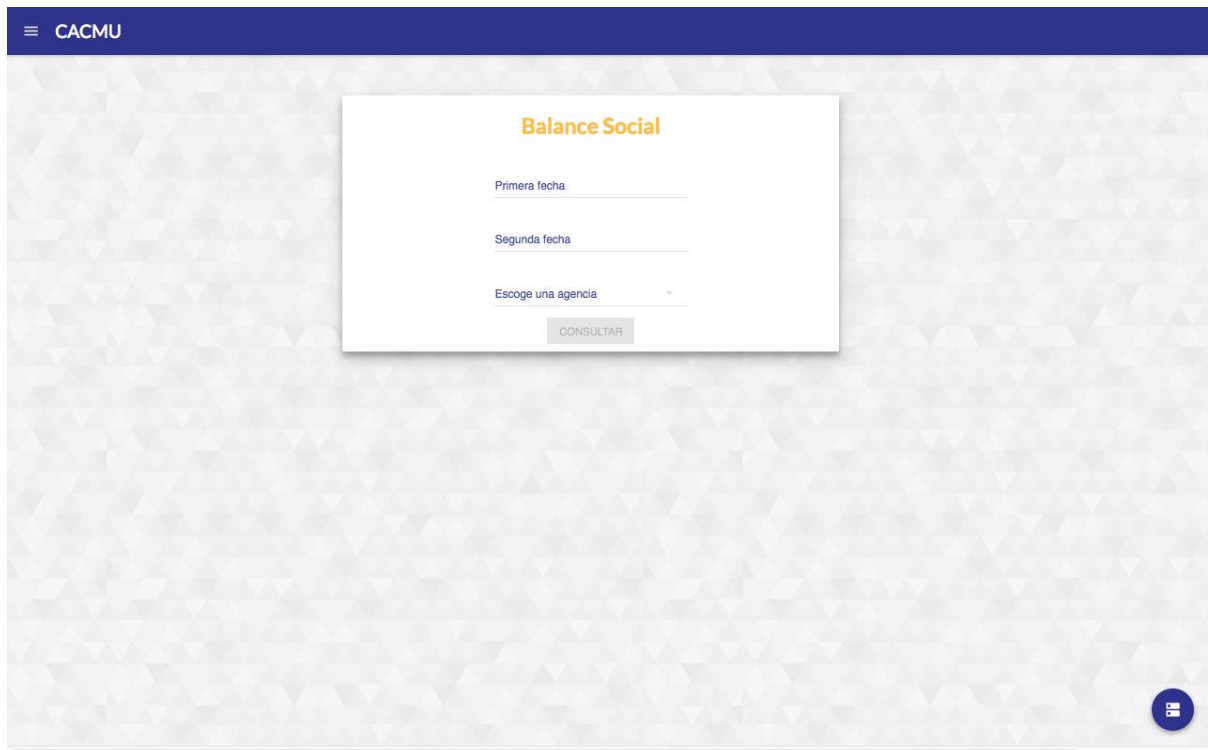 CACMU
Balance Social
Primera fecha
Segunda fecha
Escoge una agencia
CONSULTAR